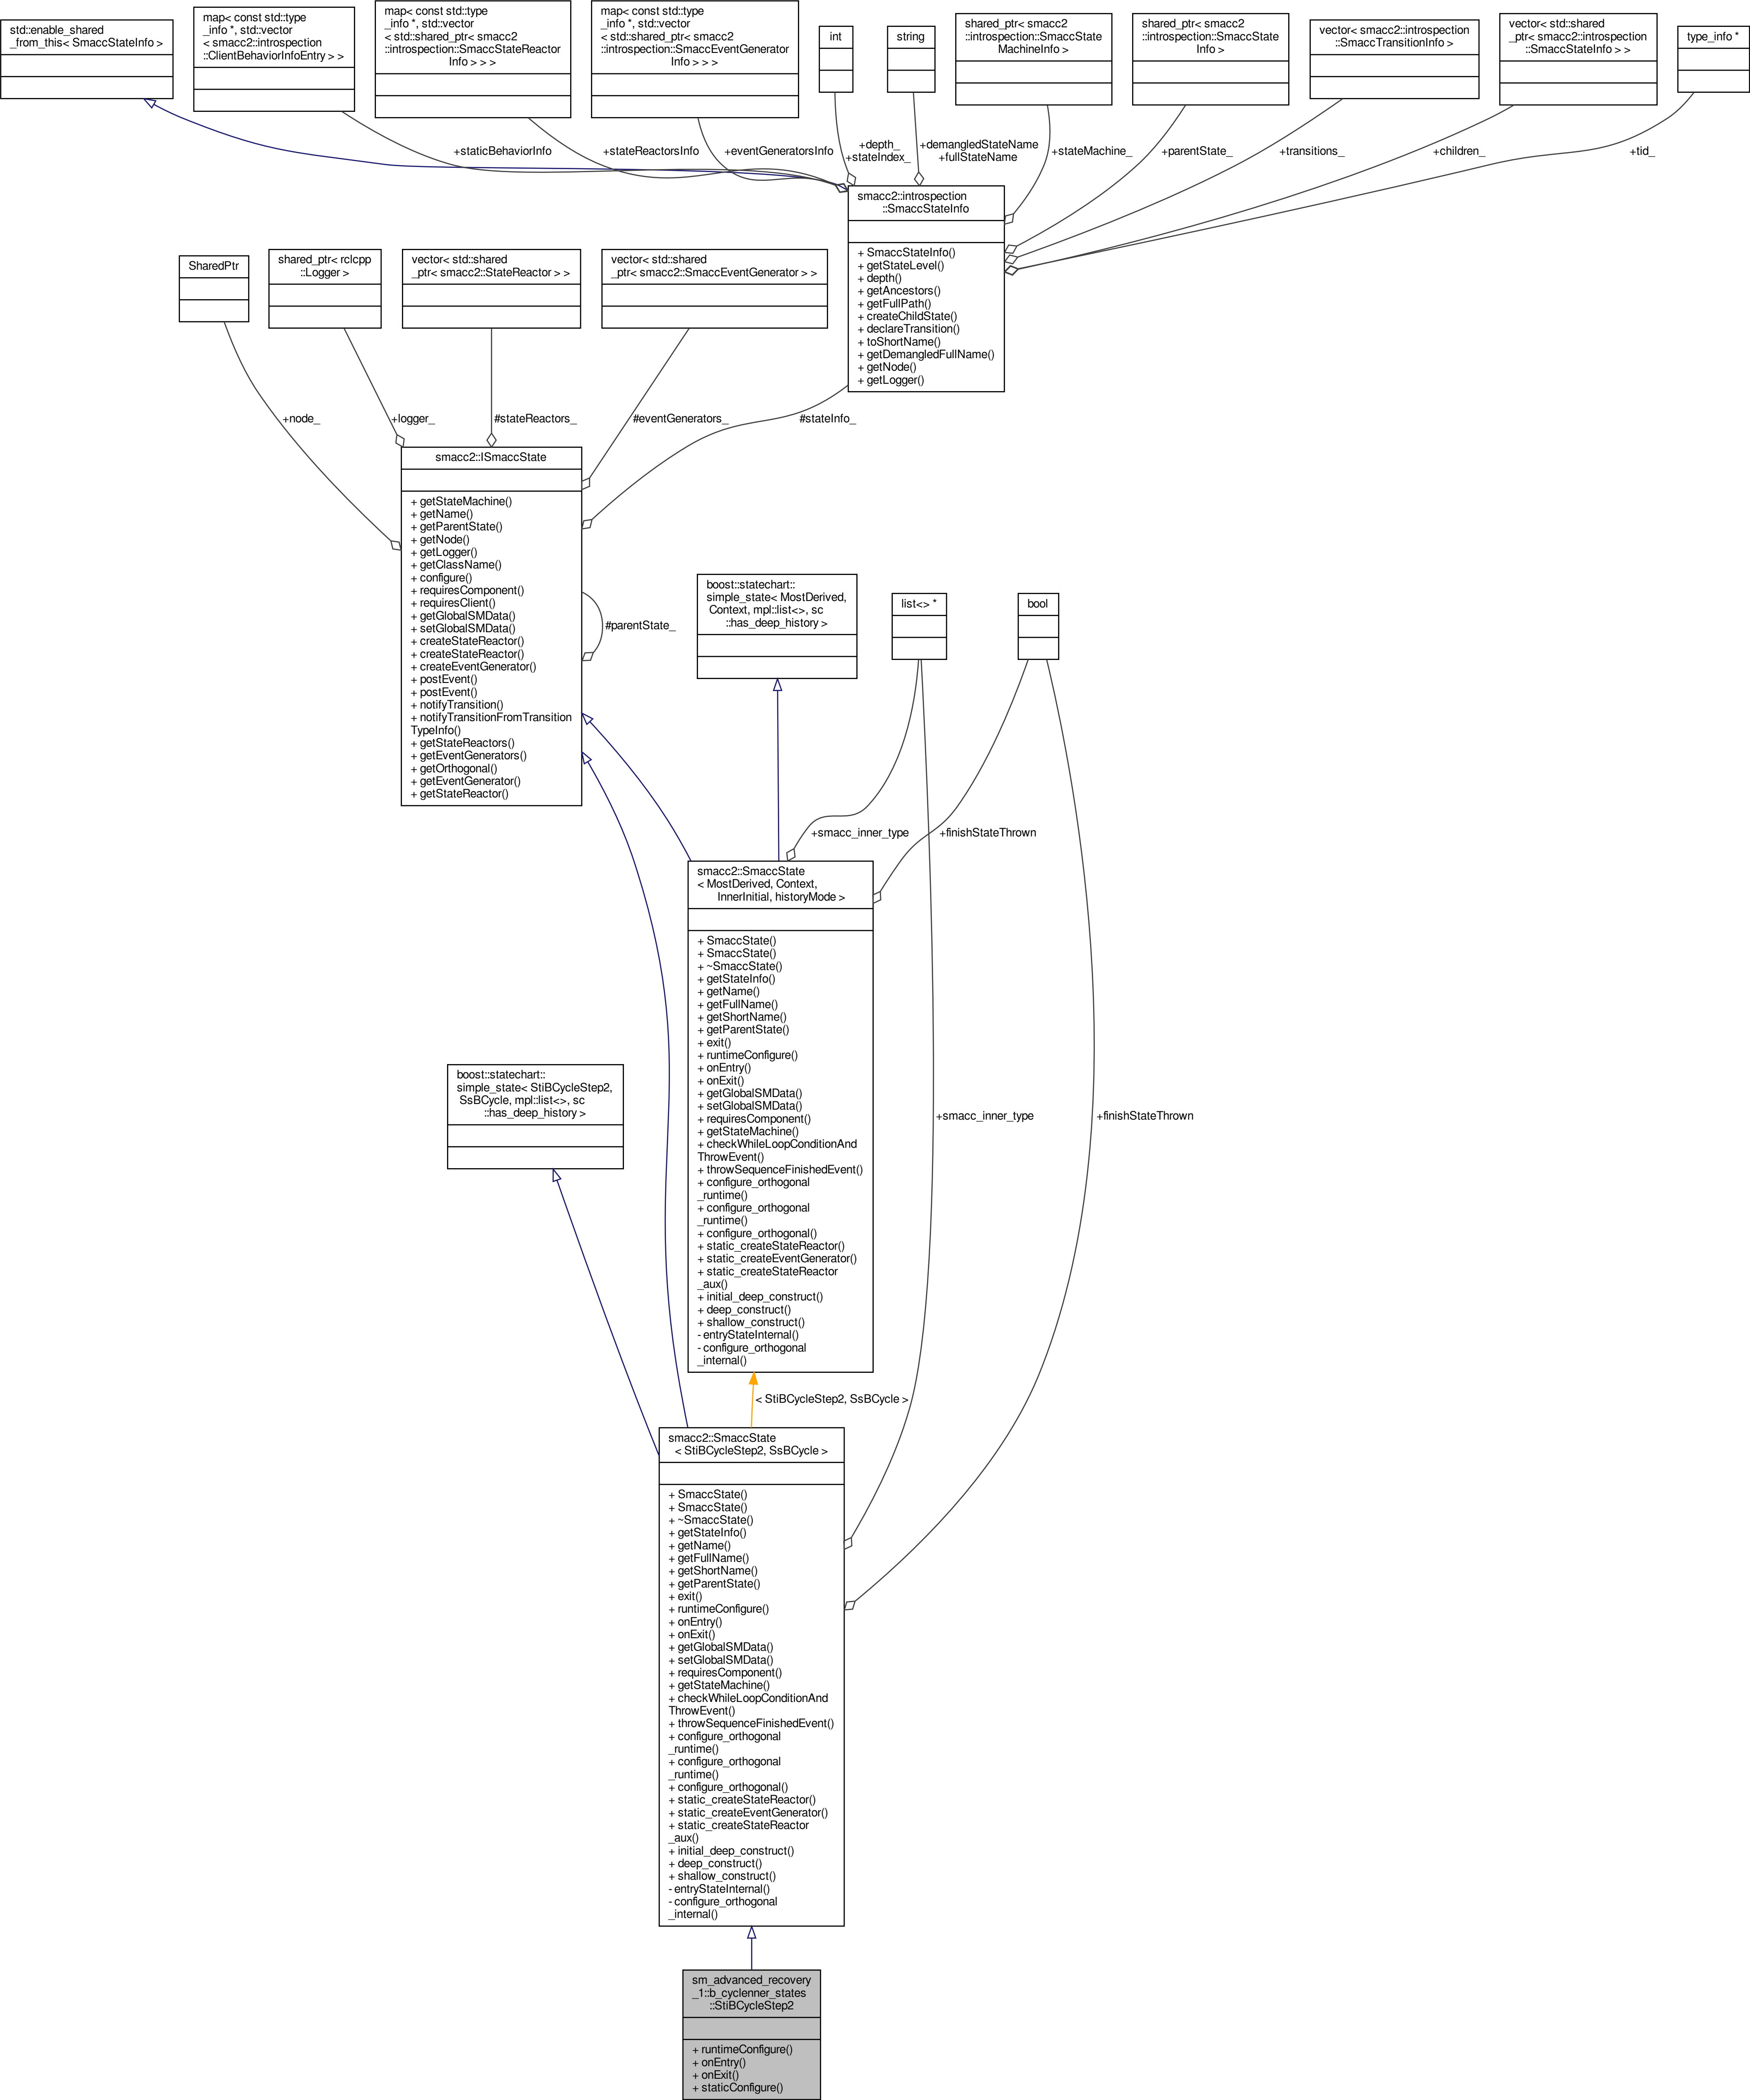 std::enable_shared
_from_this< SmaccStateInfo >
map< const std::type
_info *, std::vector
< smacc2::introspection
::ClientBehaviorInfoEntry > >
map< const std::type
_info *, std::vector
< std::shared_ptr< smacc2
::introspection::SmaccStateReactor
Info > > >
map< const std::type
_info *, std::vector
< std::shared_ptr< smacc2
::introspection::SmaccEventGenerator
Info > > >
int
string
shared_ptr< smacc2
::introspection::SmaccState
MachineInfo >
shared_ptr< smacc2
::introspection::SmaccState
Info >
vector< smacc2::introspection
::SmaccTransitionInfo >
vector< std::shared
_ptr< smacc2::introspection
::SmaccStateInfo > >
type_info *
+staticBehaviorInfo
+stateReactorsInfo
+eventGeneratorsInfo
+depth_
+stateIndex_
+demangledStateName
+fullStateName
+stateMachine_
+parentState_
+transitions_
+children_
+tid_
smacc2::introspection
::SmaccStateInfo
+ SmaccStateInfo()
+ getStateLevel()
+ depth()
+ getAncestors()
+ getFullPath()
+ createChildState()
+ declareTransition()
+ toShortName()
+ getDemangledFullName()
+ getNode()
+ getLogger()
SharedPtr
shared_ptr< rclcpp
::Logger >
vector< std::shared
_ptr< smacc2::StateReactor > >
vector< std::shared
_ptr< smacc2::SmaccEventGenerator > >
+node_
+logger_
#stateReactors_
#eventGenerators_
#stateInfo_
smacc2::ISmaccState
+ getStateMachine()
+ getName()
+ getParentState()
+ getNode()
+ getLogger()
+ getClassName()
+ configure()
+ requiresComponent()
+ requiresClient()
+ getGlobalSMData()
+ setGlobalSMData()
+ createStateReactor()
+ createStateReactor()
+ createEventGenerator()
+ postEvent()
+ postEvent()
+ notifyTransition()
+ notifyTransitionFromTransition
TypeInfo()
+ getStateReactors()
+ getEventGenerators()
+ getOrthogonal()
+ getEventGenerator()
+ getStateReactor()
#parentState_
boost::statechart::
simple_state< MostDerived,
Context, mpl::list<>, sc
::has_deep_history >
list<> *
bool
+smacc_inner_type
+finishStateThrown
smacc2::SmaccState
< MostDerived, Context,
InnerInitial, historyMode >
+ SmaccState()
+ SmaccState()
+ ~SmaccState()
+ getStateInfo()
+ getName()
+ getFullName()
+ getShortName()
+ getParentState()
+ exit()
+ runtimeConfigure()
+ onEntry()
+ onExit()
+ getGlobalSMData()
+ setGlobalSMData()
+ requiresComponent()
+ getStateMachine()
+ checkWhileLoopConditionAnd
ThrowEvent()
+ throwSequenceFinishedEvent()
+ configure_orthogonal
_runtime()
+ configure_orthogonal
_runtime()
+ configure_orthogonal()
+ static_createStateReactor()
+ static_createEventGenerator()
+ static_createStateReactor
_aux()
+ initial_deep_construct()
+ deep_construct()
+ shallow_construct()
- entryStateInternal()
- configure_orthogonal
_internal()
boost::statechart::
simple_state< StiBCycleStep2,
SsBCycle, mpl::list<>, sc
::has_deep_history >
+smacc_inner_type
+finishStateThrown
< StiBCycleStep2, SsBCycle >
smacc2::SmaccState
< StiBCycleStep2, SsBCycle >
+ SmaccState()
+ SmaccState()
+ ~SmaccState()
+ getStateInfo()
+ getName()
+ getFullName()
+ getShortName()
+ getParentState()
+ exit()
+ runtimeConfigure()
+ onEntry()
+ onExit()
+ getGlobalSMData()
+ setGlobalSMData()
+ requiresComponent()
+ getStateMachine()
+ checkWhileLoopConditionAnd
ThrowEvent()
+ throwSequenceFinishedEvent()
+ configure_orthogonal
_runtime()
+ configure_orthogonal
_runtime()
+ configure_orthogonal()
+ static_createStateReactor()
+ static_createEventGenerator()
+ static_createStateReactor
_aux()
+ initial_deep_construct()
+ deep_construct()
+ shallow_construct()
- entryStateInternal()
- configure_orthogonal
_internal()
sm_advanced_recovery
_1::b_cyclenner_states
::StiBCycleStep2
+ runtimeConfigure()
+ onEntry()
+ onExit()
+ staticConfigure()